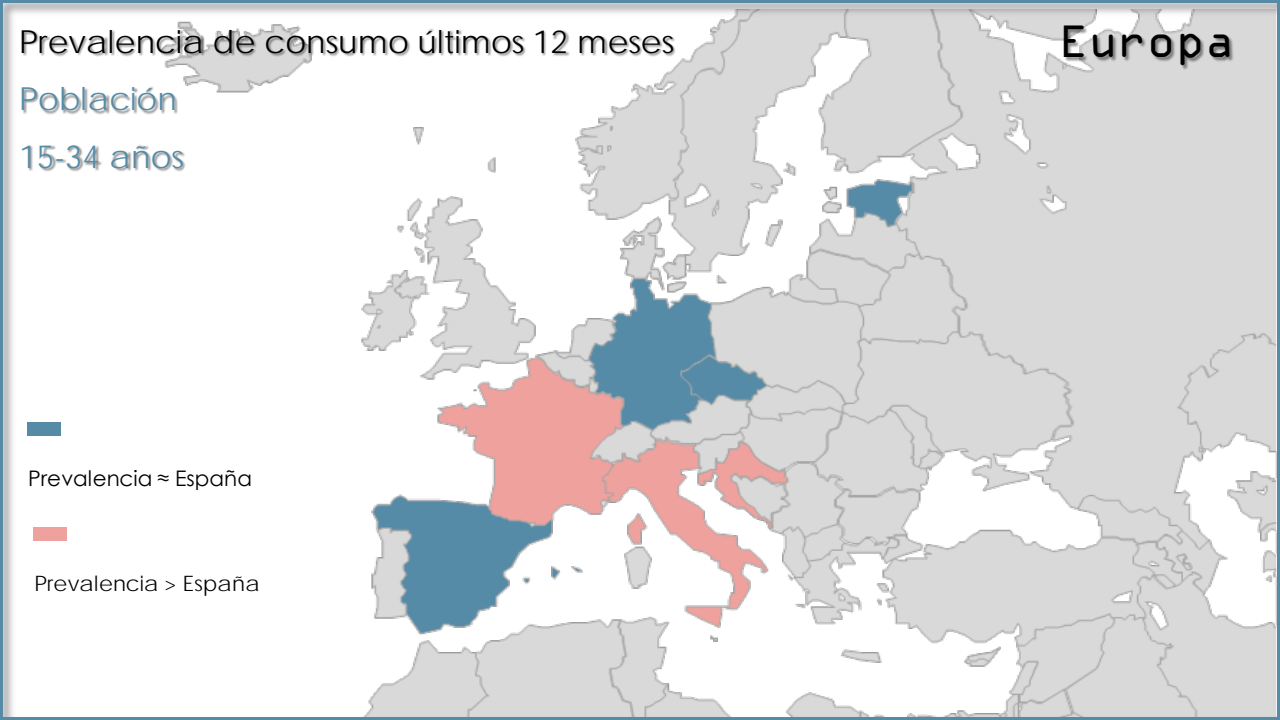 Prevalencia de consumo últimos 12 meses
Europa
Población
15-34 años
Prevalencia ≈ España
Prevalencia > España